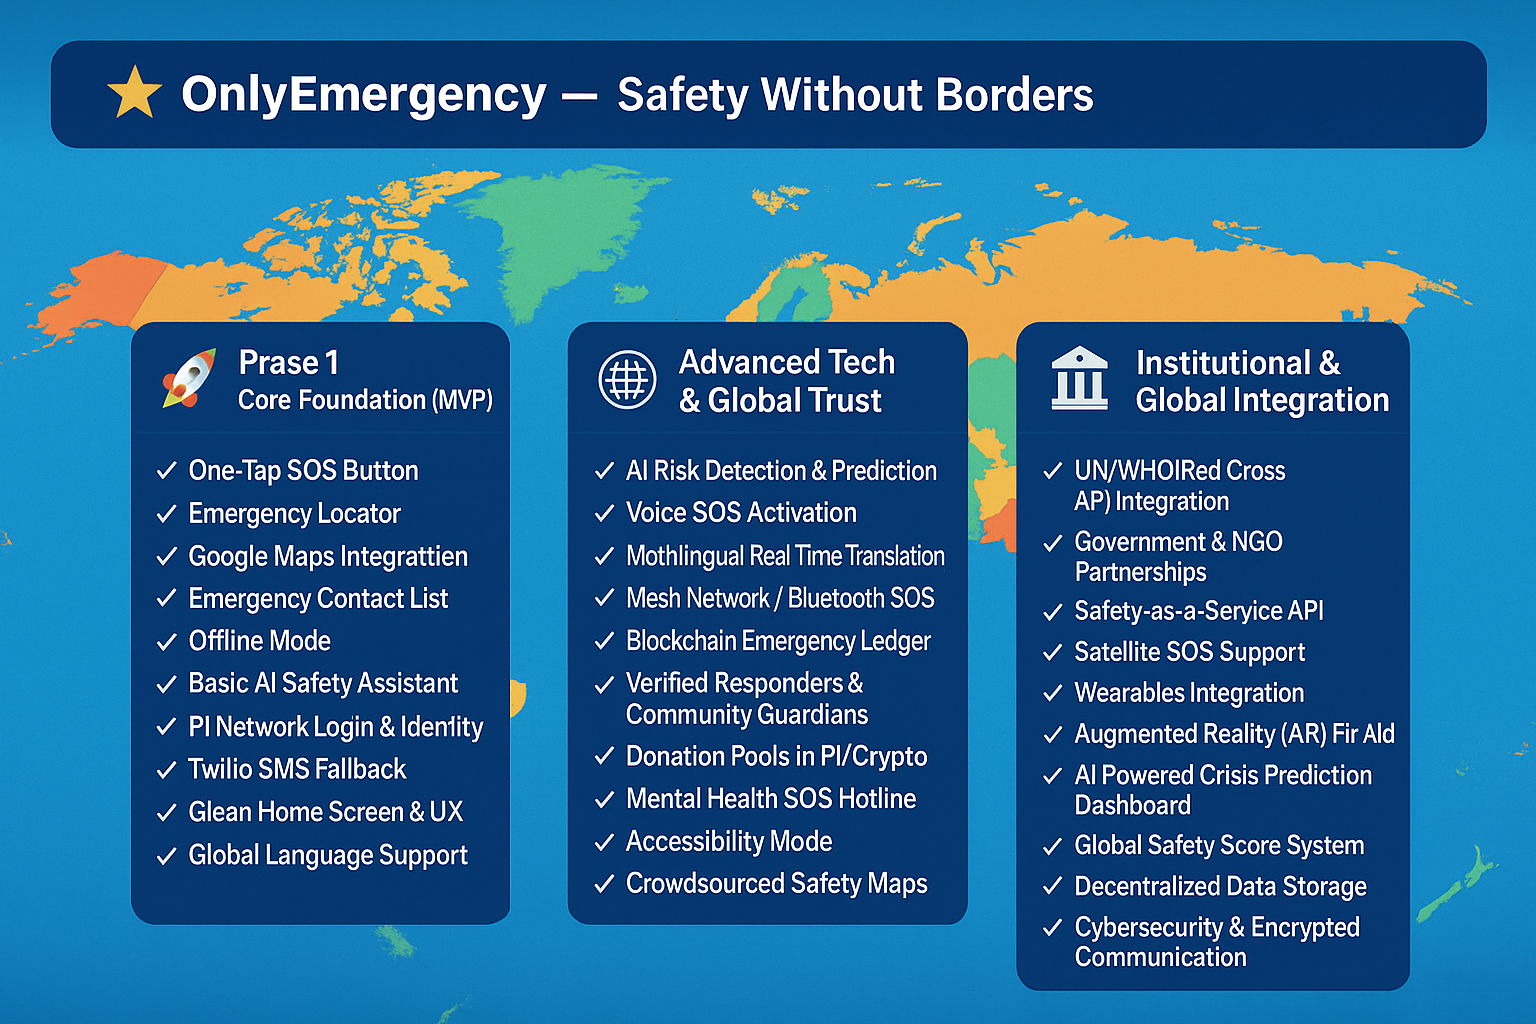 OnlyEmergency — Safety Without Borders
Prase 1
Core Foundation (MVP)
✓ One-Tap SOS Button
✓ Emergency Locator
✓ Google Maps Integrattien
✓ Emergency Contact List
✓ Offline Mode
✓ Basic AI Safety Assistant
✓ PI Network Login & Identity
✓ Twilio SMS Fallback
✓ Glean Home Screen & UX
✓ Global Language Support
Advanced Tech
& Global Trust
✓ AI Risk Detection & Prediction
✓ Voice SOS Activation
✓ Mothlingual Real Time Translation
✓ Mesh Network / Bluetooth SOS
✓ Blockchain Emergency Ledger
✓ Verified Responders &
Community Guardians
✓ Donation Pools in PI/Crypto
✓ Mental Health SOS Hotline
✓ Accessibility Mode
✓ Crowdsourced Safety Maps
Institutional &
Global Integration
✓ UN/WHOIRed Cross
AP) Integration
✓ Government & NGO
Partnerships
✓ Safety-as-a-Service API
✓ Satellite SOS Support
✓ Wearables Integration
✓ Augmented Reality (AR) Fir Ald
✓ AI Powered Crisis Prediction
Dashboard
✓ Global Safety Score System
✓ Decentralized Data Storage
✓ Cybersecurity & Encrypted
Communication